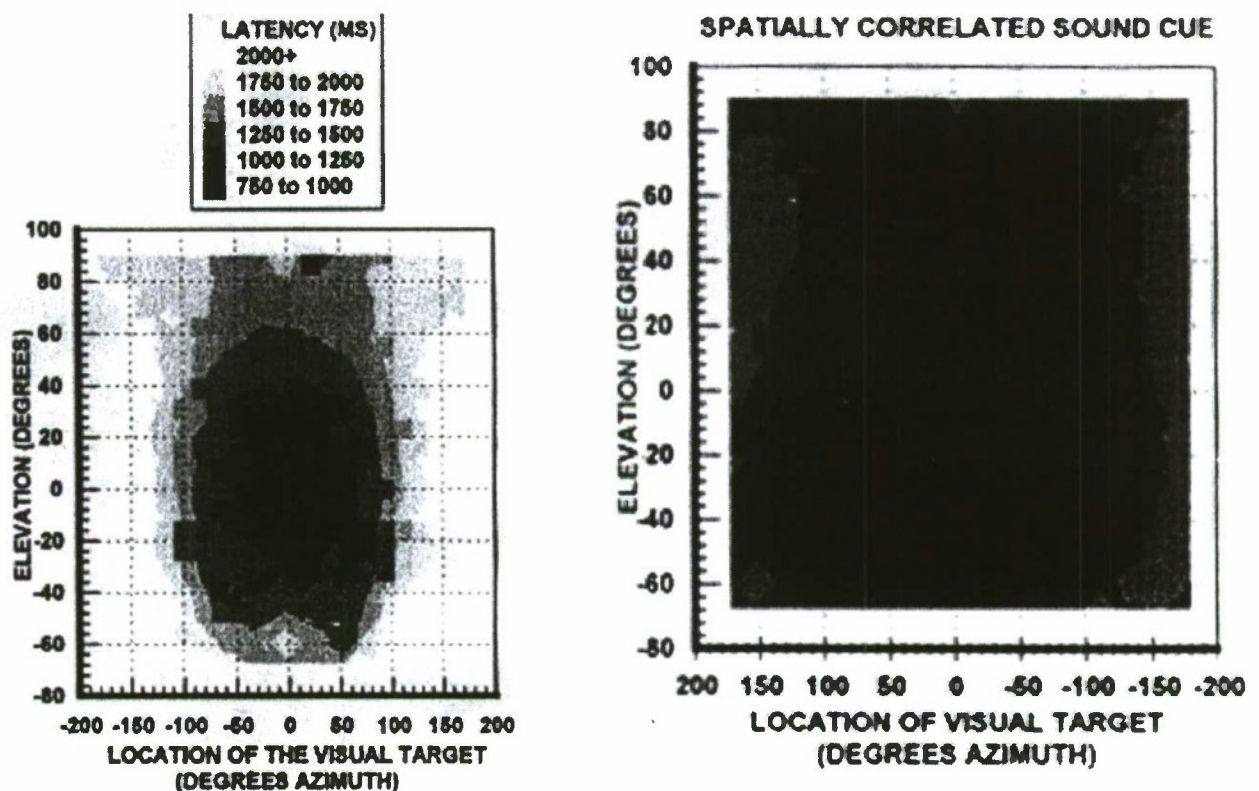 LATENCY (MS)
2000+
1750 to 2000
1500 to 1750
1250 to 1500
1000 to 1250
750 to 1000
100
80
60
40
20
0
-20
-40
-60
-80
ELEVATION (DEGREES)
-200 -150 -100 -50 0 50 100 150 200
LOCATION OF THE VISUAL TARGET
(DEGREES AZIMUTH)
SPATIALLY CORRELATED SOUND CUE
100
80
60
40
20
0
20
-40
-60
-80
ELEVATION (DEGREES)
200 150 100 50 0 -50 -100 -150 -200
LOCATION OF VISUAL TARGET
(DEGREES AZIMUTH)